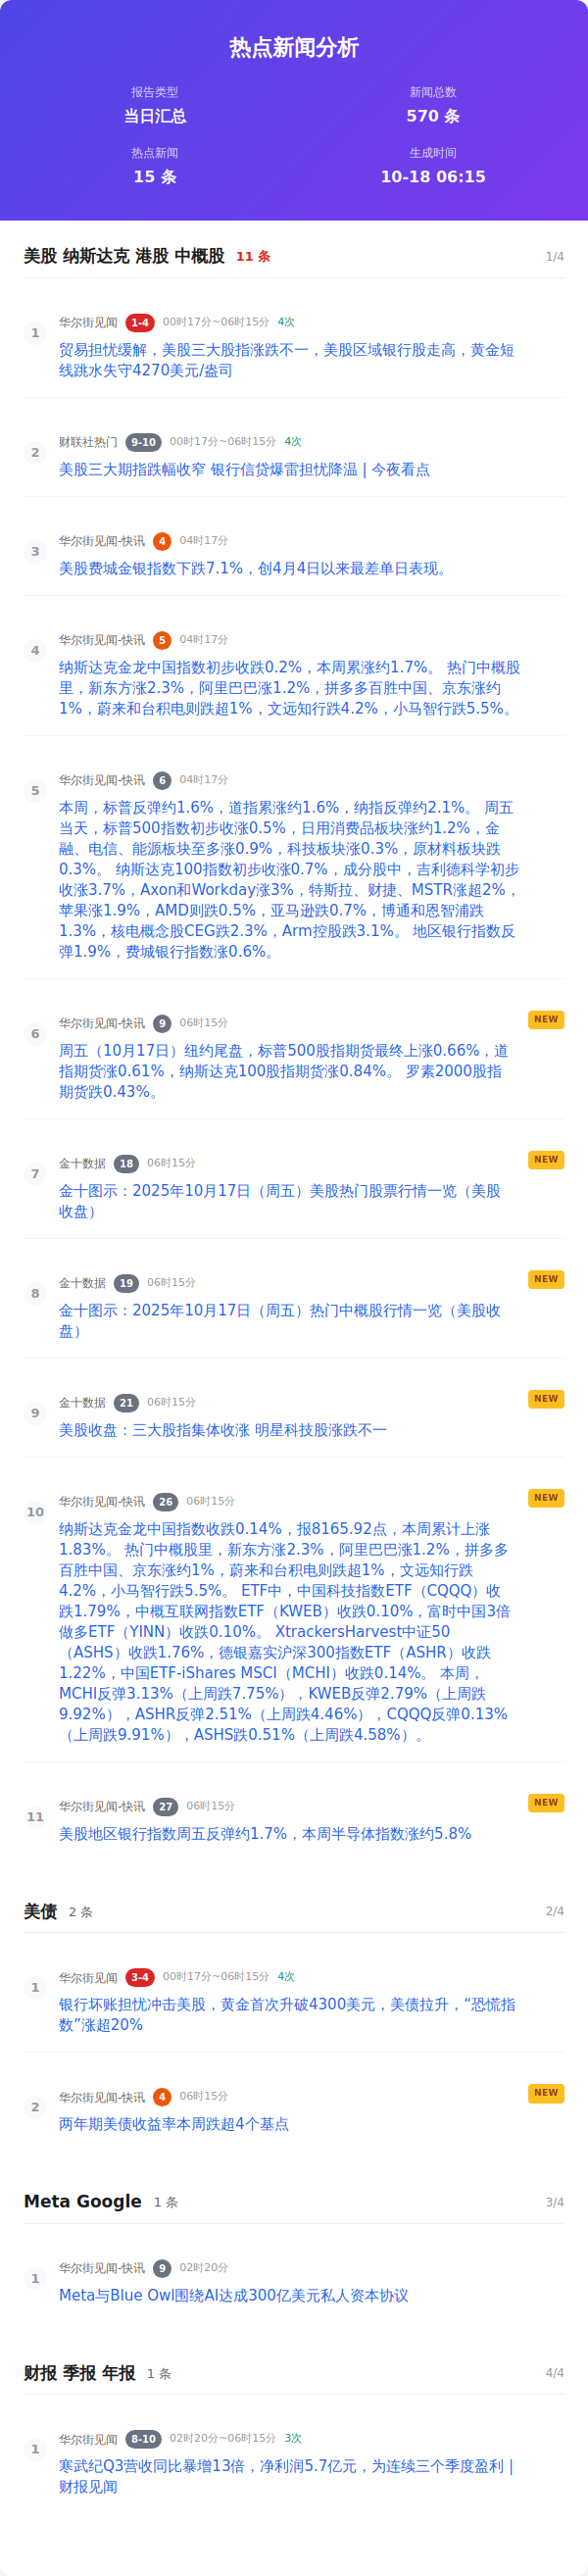 热点新闻分析
报告类型
当日汇总
新闻总数
570 条
热点新闻
15 条
生成时间
10-18 06:15
美股 纳斯达克 港股 中概股 11 条 1/4
1
华尔街见闻 1-4 00时17分~06时15分 4次
贸易担忧缓解，美股三大股指涨跌不一，美股区域银行股走高，黄金短
线跳水失守4270美元/盎司
2
财联社热门 9-10 00时17分~06时15分 4次
美股三大期指跌幅收窄 银行信贷爆雷担忧降温 | 今夜看点
3
华尔街见闻-快讯 4 04时17分
美股费城金银指数下跌7.1%，创4月4日以来最差单日表现。
4
华尔街见闻-快讯 5 04时17分
纳斯达克金龙中国指数初步收跌0.2%，本周累涨约1.7%。 热门中概股
里，新东方涨2.3%，阿里巴巴涨1.2%，拼多多百胜中国、京东涨约
1%，蔚来和台积电则跌超1%，文远知行跌4.2%，小马智行跌5.5%。
5
华尔街见闻-快讯 6 04时17分
本周，标普反弹约1.6%，道指累涨约1.6%，纳指反弹约2.1%。 周五
当天，标普500指数初步收涨0.5%，日用消费品板块涨约1.2%，金
融、电信、能源板块至多涨0.9%，科技板块涨0.3%，原材料板块跌
0.3%。 纳斯达克100指数初步收涨0.7%，成分股中，吉利德科学初步
收涨3.7%，Axon和Workday涨3%，特斯拉、财捷、MSTR涨超2%，
苹果涨1.9%，AMD则跌0.5%，亚马逊跌0.7%，博通和恩智浦跌
1.3%，核电概念股CEG跌2.3%，Arm控股跌3.1%。 地区银行指数反
弹1.9%，费城银行指数涨0.6%。
6
华尔街见闻-快讯 9 06时15分 NEW
周五（10月17日）纽约尾盘，标普500股指期货最终上涨0.66%，道
指期货涨0.61%，纳斯达克100股指期货涨0.84%。 罗素2000股指
期货跌0.43%。
7
金十数据 18 06时15分 NEW
金十图示：2025年10月17日（周五）美股热门股票行情一览（美股
收盘）
8
金十数据 19 06时15分 NEW
金十图示：2025年10月17日（周五）热门中概股行情一览（美股收
盘）
9
金十数据 21 06时15分 NEW
美股收盘：三大股指集体收涨 明星科技股涨跌不一
10
华尔街见闻-快讯 26 06时15分 NEW
纳斯达克金龙中国指数收跌0.14%，报8165.92点，本周累计上涨
1.83%。 热门中概股里，新东方涨2.3%，阿里巴巴涨1.2%，拼多多
百胜中国、京东涨约1%，蔚来和台积电则跌超1%，文远知行跌
4.2%，小马智行跌5.5%。 ETF中，中国科技指数ETF（CQQQ）收
跌1.79%，中概互联网指数ETF（KWEB）收跌0.10%，富时中国3倍
做多ETF（YINN）收跌0.10%。 XtrackersHarvest中证50
（ASHS）收跌1.76%，德银嘉实沪深300指数ETF（ASHR）收跌
1.22%，中国ETF-iShares MSCI（MCHI）收跌0.14%。 本周，
MCHI反弹3.13%（上周跌7.75%），KWEB反弹2.79%（上周跌
9.92%），ASHR反弹2.51%（上周跌4.46%），CQQQ反弹0.13%
（上周跌9.91%），ASHS跌0.51%（上周跌4.58%）。
11
华尔街见闻-快讯 27 06时15分 NEW
美股地区银行指数周五反弹约1.7%，本周半导体指数涨约5.8%
美债 2 条 2/4
1
华尔街见闻 3-4 00时17分~06时15分 4次
银行坏账担忧冲击美股，黄金首次升破4300美元，美债拉升，“恐慌指
数”涨超20%
2
华尔街见闻-快讯 4 06时15分 NEW
两年期美债收益率本周跌超4个基点
Meta Google 1 条 3/4
1
华尔街见闻-快讯 9 02时20分
Meta与Blue Owl围绕AI达成300亿美元私人资本协议
财报 季报 年报 1 条 4/4
1
华尔街见闻 8-10 02时20分~06时15分 3次
寒武纪Q3营收同比暴增13倍，净利润5.7亿元，为连续三个季度盈利 |
财报见闻